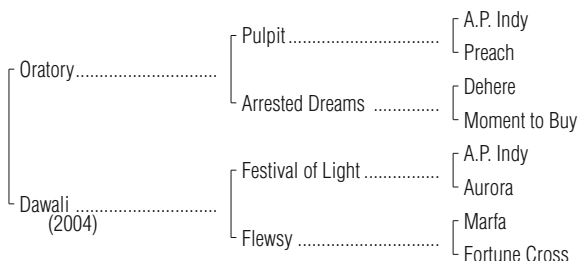 A.P. Indy
Pulpit
Preach
Oratory
Dehere
Arrested Dreams
Moment to Buy
A.P. Indy
Festival of Light
Aurora
Dawali
(2004)
Marfa
Flewsy
Fortune Cross